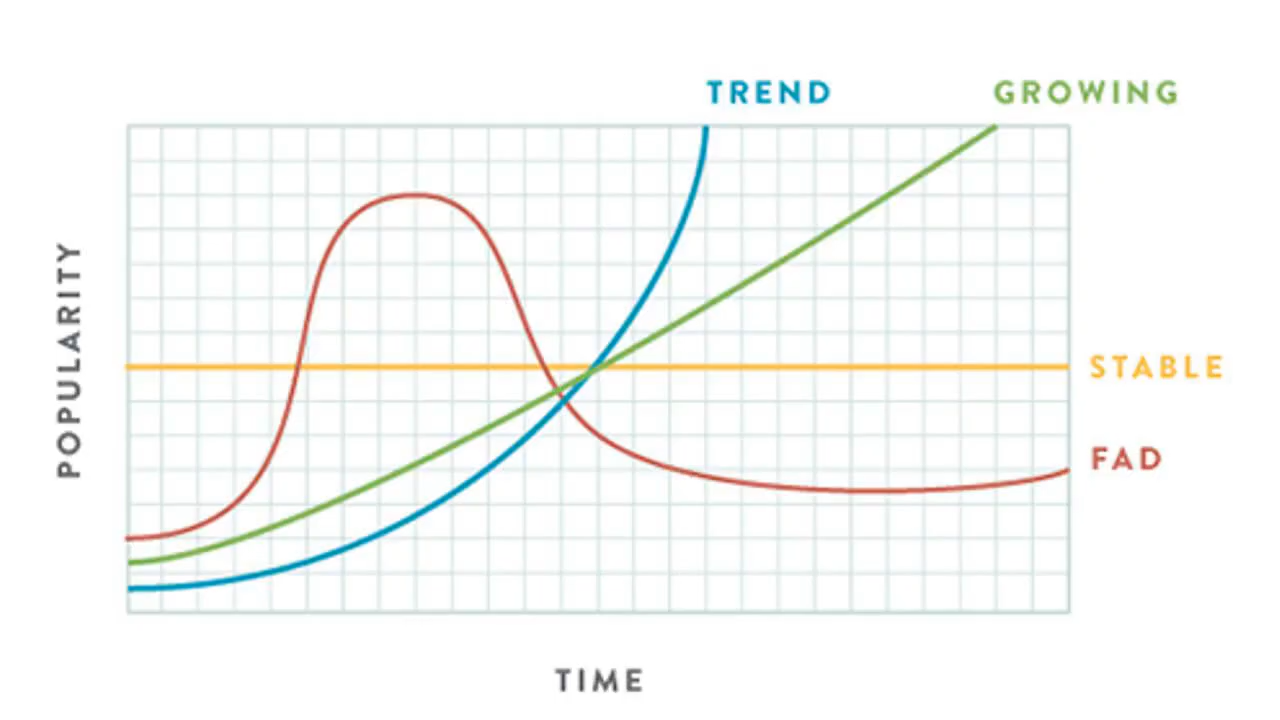 TREND
GROWING
POPULARITY
STABLE
FAD
TIME